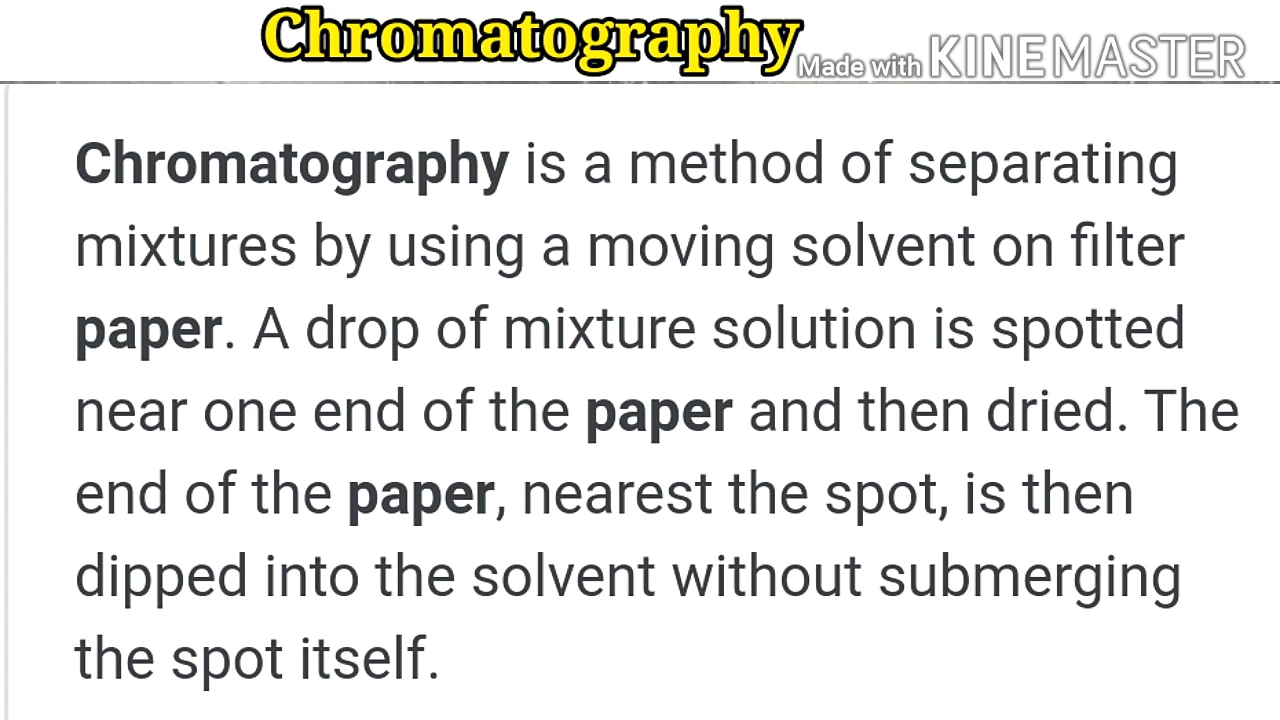 Chromatography
Made with KINEMASTER
Chromatography is a method of separating
mixtures by using a moving solvent on filter
paper. A drop of mixture solution is spotted
near one end of the paper and then dried. The
end of the paper, nearest the spot, is then
dipped into the solvent without submerging
the spot itself.